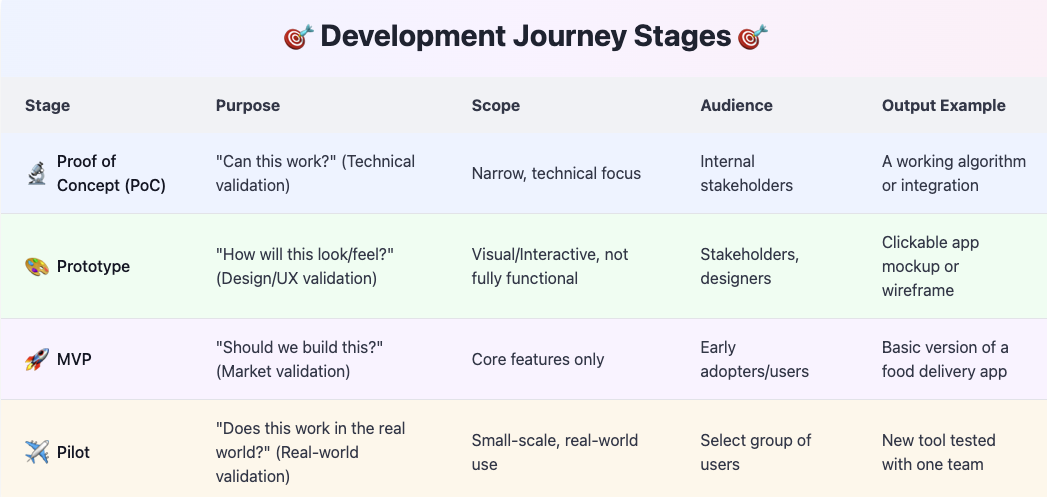 🎯 Development Journey Stages 🎯
Stage Purpose Scope Audience Output Example
Proof of
Concept (PoC)
"Can this work?" (Technical
validation)
Narrow, technical focus
Internal
stakeholders
A working algorithm
or integration
Prototype
"How will this look/feel?"
(Design/UX validation)
Visual/Interactive, not
fully functional
Stakeholders,
designers
Clickable app
mockup or
wireframe
MVP
"Should we build this?"
(Market validation)
Core features only
Early
adopters/users
Basic version of a
food delivery app
Pilot
"Does this work in the real
world?" (Real-world
validation)
Small-scale, real-world
use
Select group of
users
New tool tested
with one team